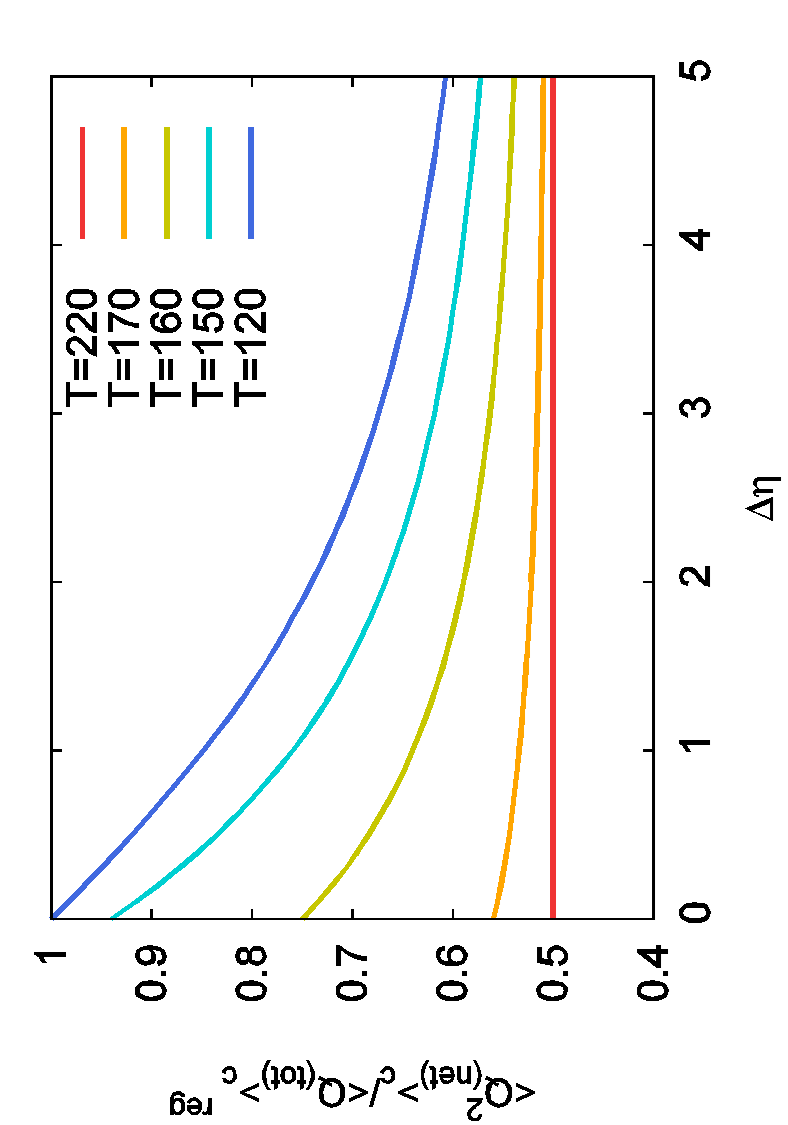 <Q²(net)>c/<Q(tot)>c^reg
1
0.9
0.8
0.7
0.6
0.5
0.4
T=220
T=170
T=160
T=150
T=120
0 1 2 3 4 5
Δη